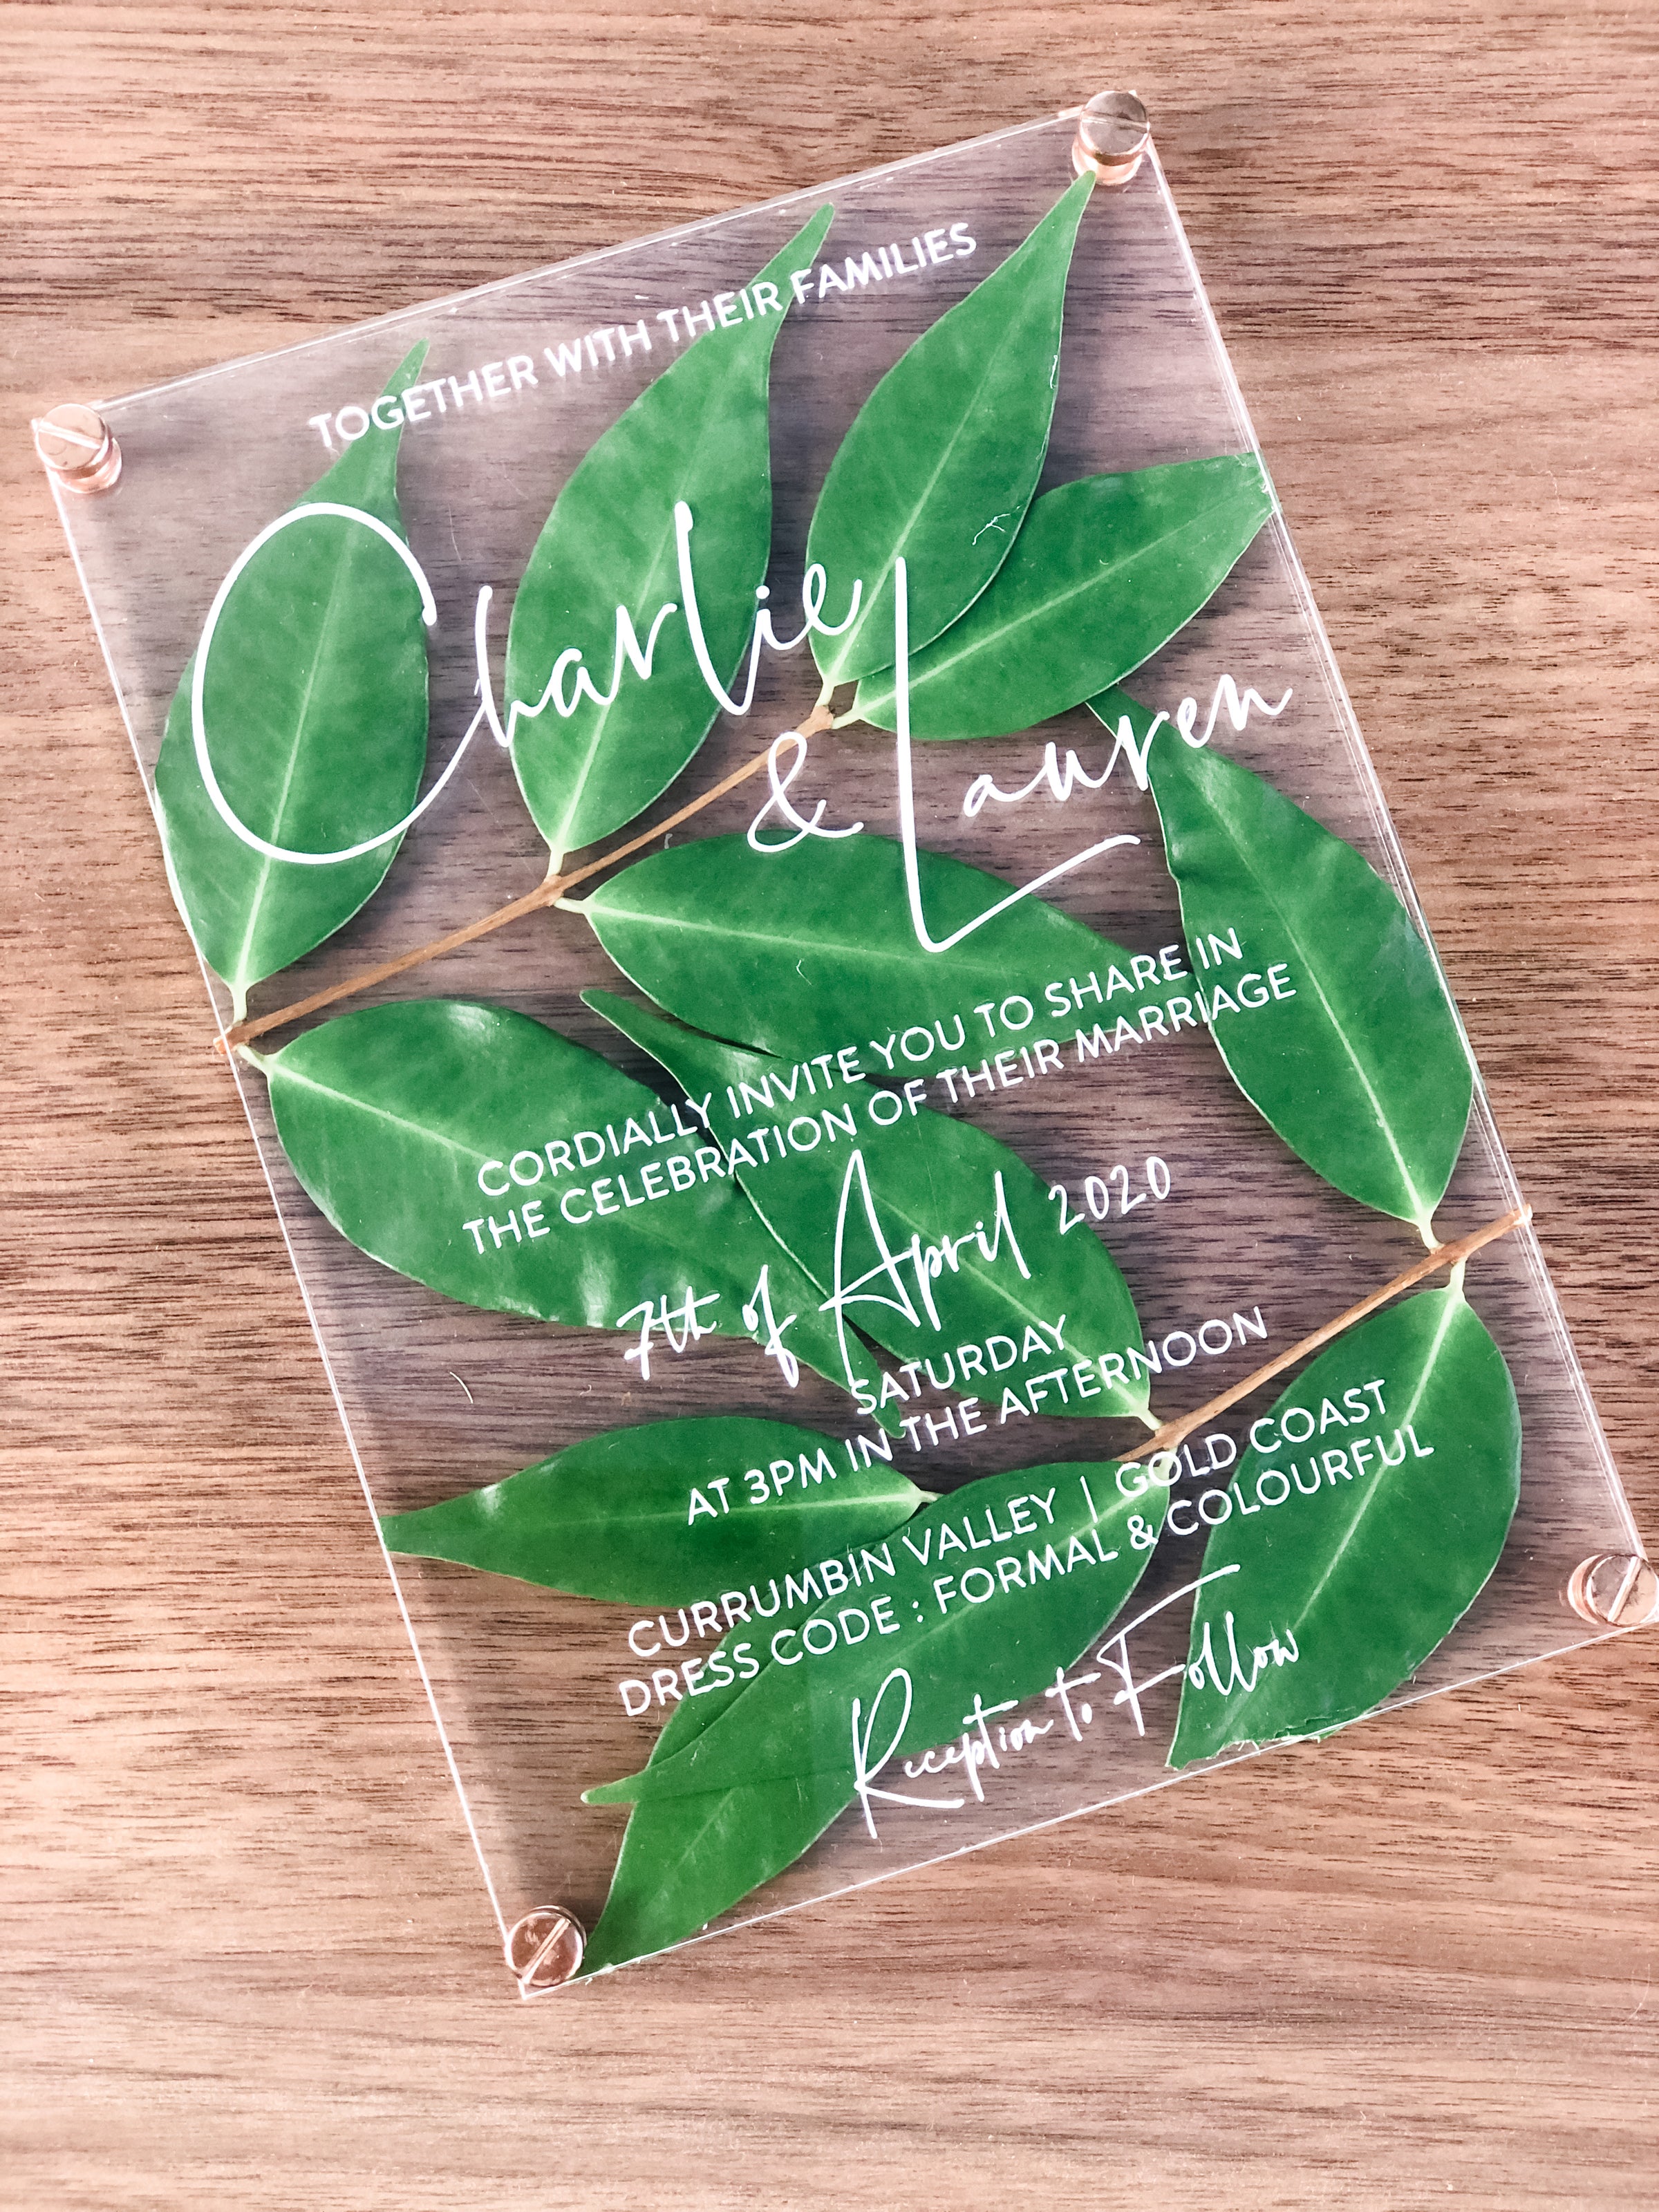 TOGETHER WITH THEIR FAMILIES
Charlie
& Lauren
CORDIALLY INVITE YOU TO SHARE IN
THE CELEBRATION OF THEIR MARRIAGE
7th of April 2020
SATURDAY
AT 3PM IN THE AFTERNOON
CURRUMBIN VALLEY | GOLD COAST
DRESS CODE : FORMAL & COLOURFUL
Reception to Follow